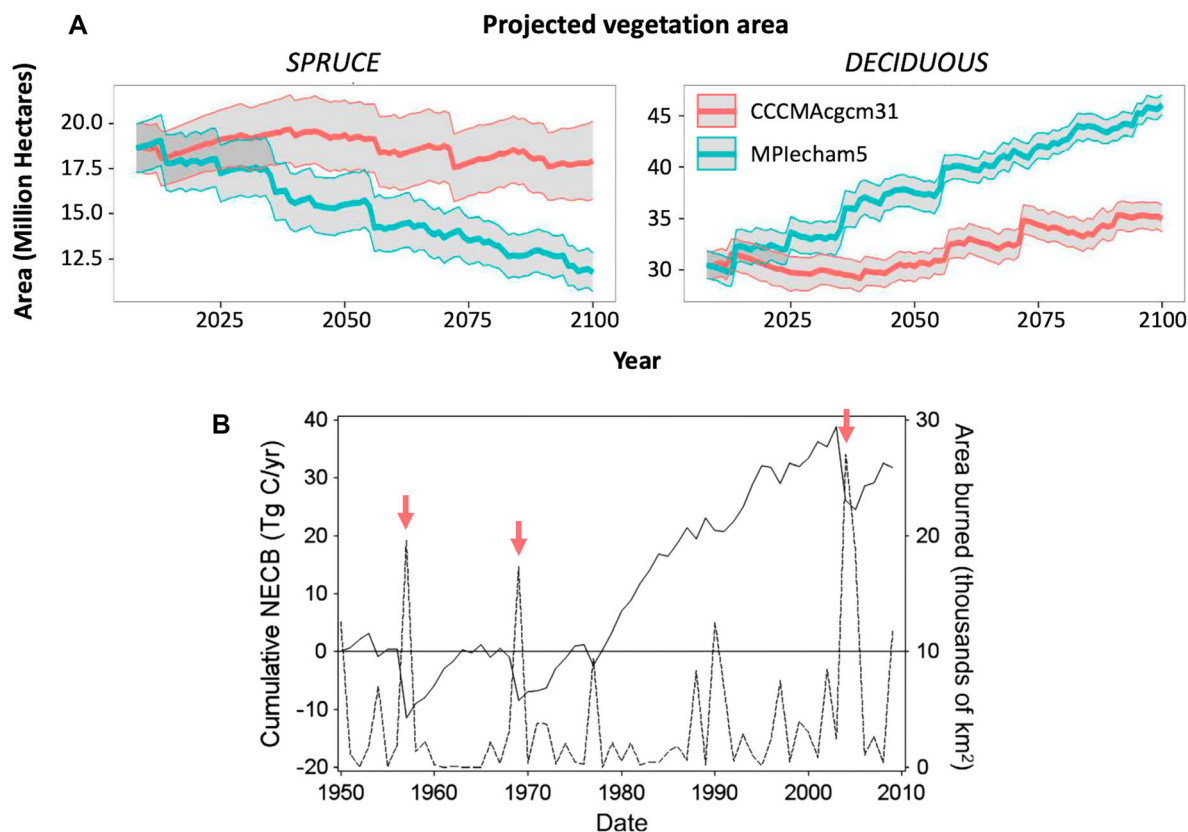 A
Projected vegetation area
SPRUCE
DECIDUOUS
Area (Million Hectares)
20.0
17.5
15.0
12.5
2025
2050
2075
2100
45
40
35
30
CCCMAcgcm31
MPIecham5
2025
2050
2075
2100
Year
B
Cumulative NECB (Tg C/yr)
40
30
20
10
0
-10
-20
30
20
10
0
Area burned (thousands of km²)
1950
1960
1970
1980
1990
2000
2010
Date